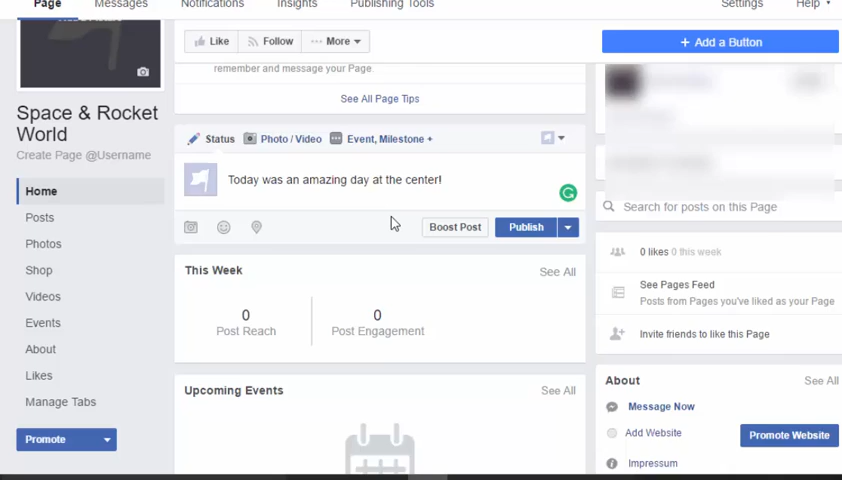 Page Messages Notifications Insights Publishing Tools Settings Help
Like Follow More
+ Add a Button
remember and message your Page
See All Page Tips
Space & Rocket
World
Create Page @Username
Home
Posts
Photos
Shop
Videos
Events
About
Likes
Manage Tabs
Promote
Status Photo / Video Event, Milestone +
Today was an amazing day at the center!
Boost Post Publish
This Week See All
0 0
Post Reach Post Engagement
Upcoming Events See All
Search for posts on this Page
0 likes 0 this week
See Pages Feed
Posts from Pages you've liked as your Page
Invite friends to like this Page
About See All
Message Now
Add Website Promote Website
Impressum